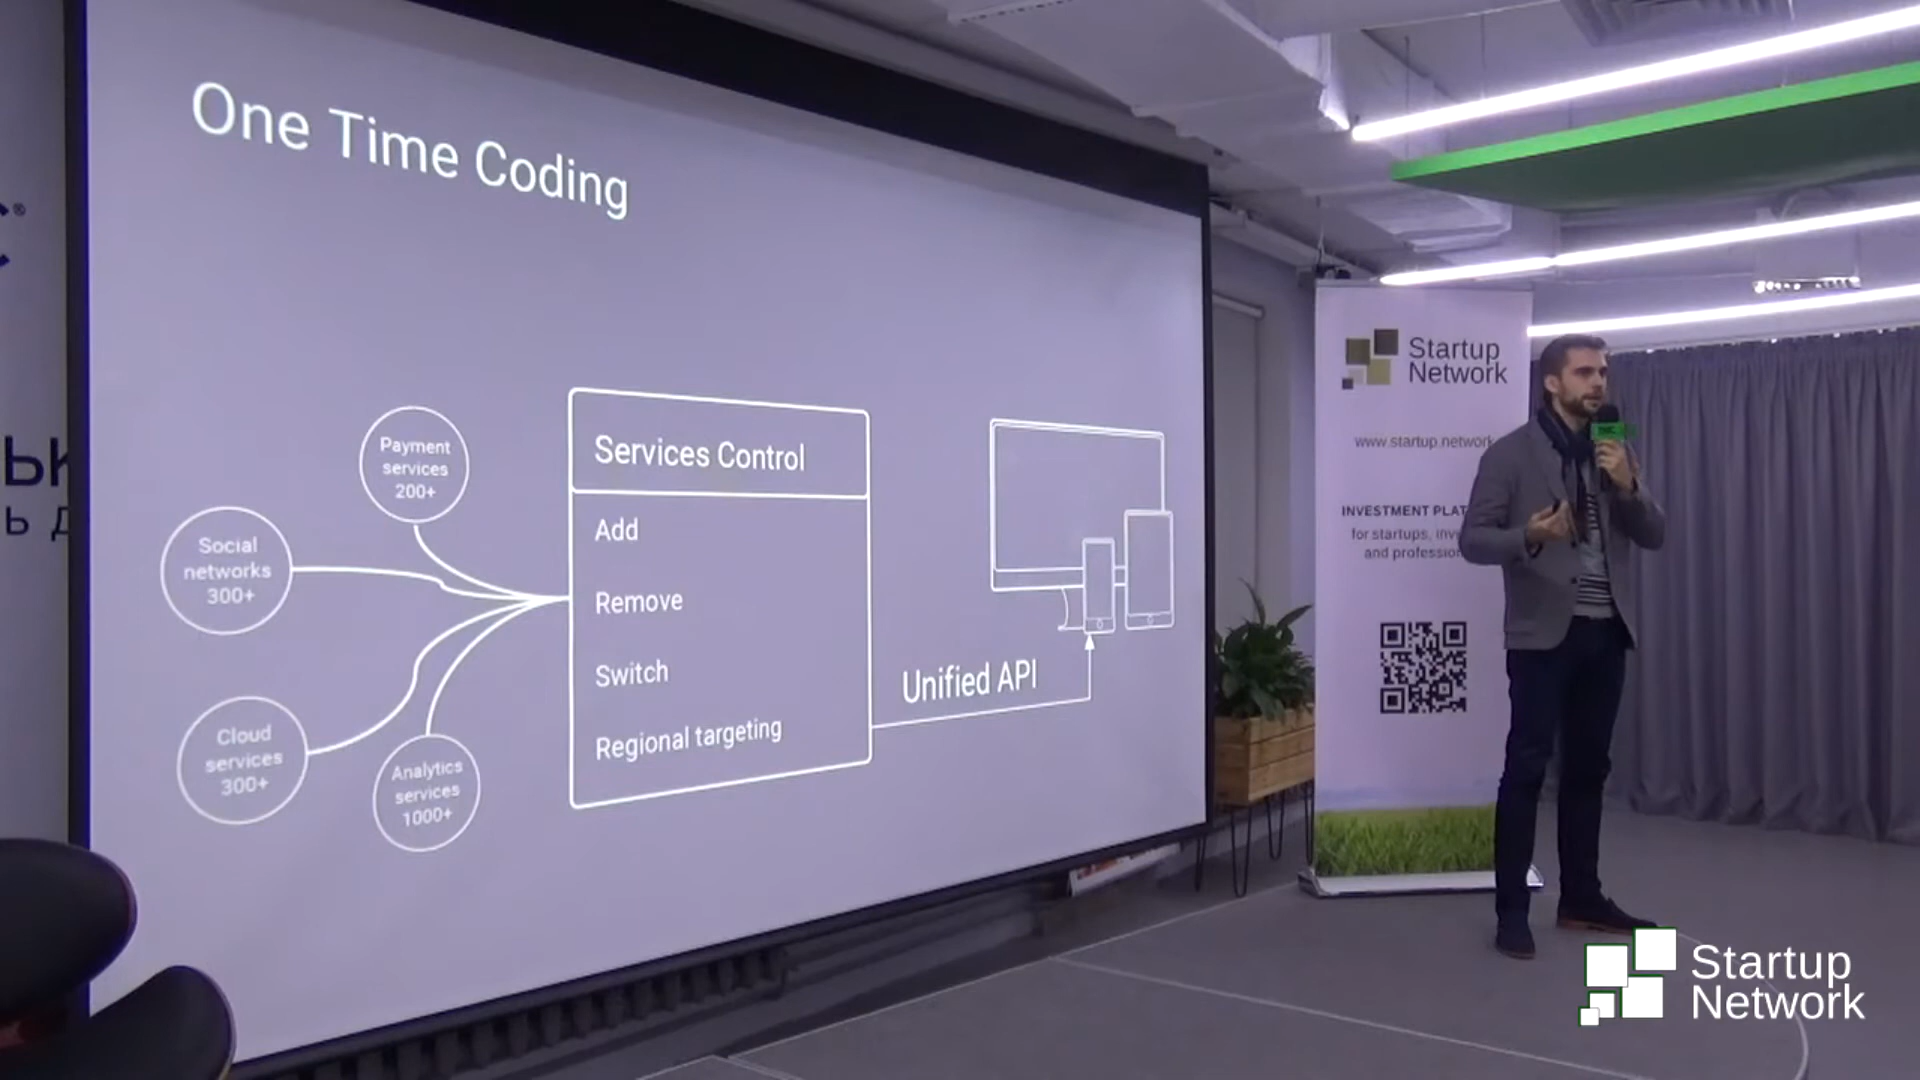 One Time Coding
Payment
services
200+
Social
networks
300+
Cloud
services
300+
Analytics
services
1000+
Services Control
Add
Remove
Switch
Regional targeting
Unified API
Startup
Network
www.startup.network
INVESTMENT PLAT
for startups, inve
and profession
Startup
Network